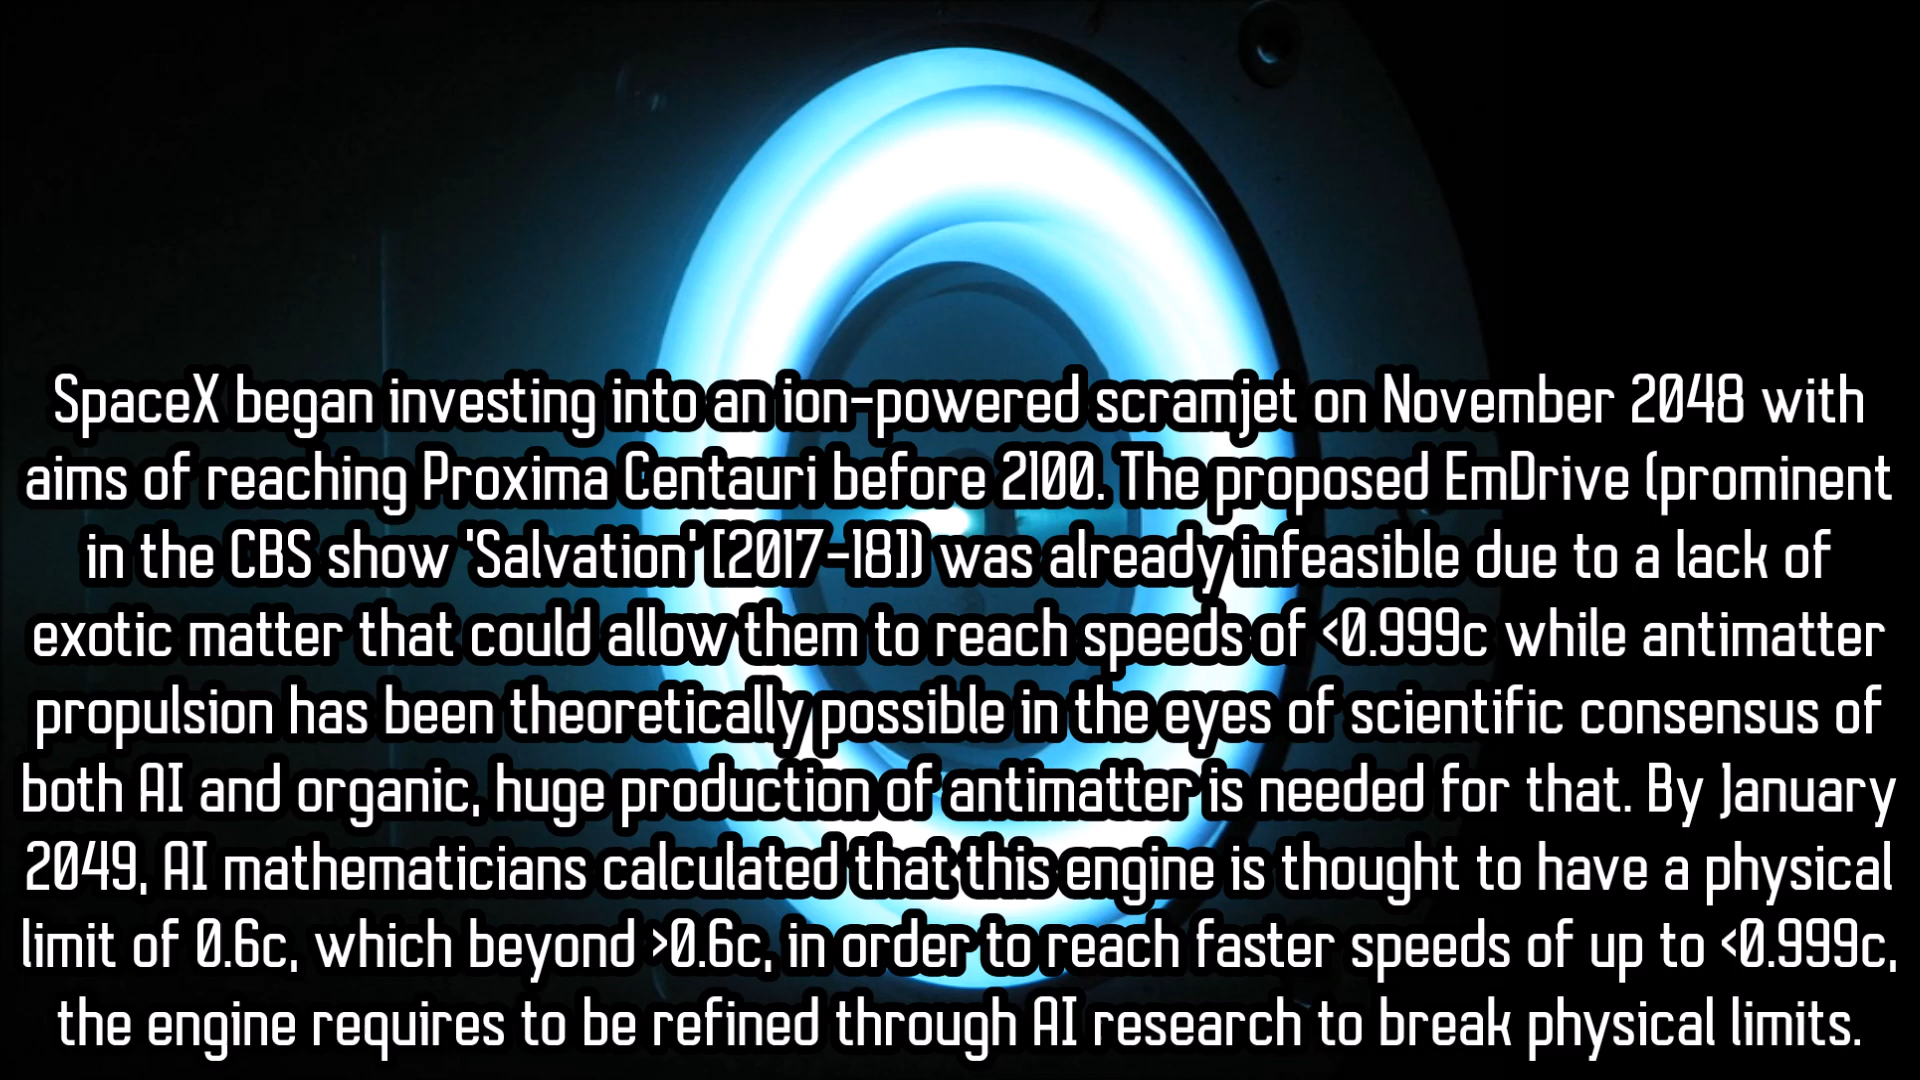 SpaceX began investing into an ion-powered scramjet on November 2048 with
aims of reaching Proxima Centauri before 2100. The proposed EmDrive (prominent
in the CBS show 'Salvation' [2017-18]) was already infeasible due to a lack of
exotic matter that could allow them to reach speeds of <0.999c while antimatter
propulsion has been theoretically possible in the eyes of scientific consensus of
both AI and organic, huge production of antimatter is needed for that. By January
2049, AI mathematicians calculated that this engine is thought to have a physical
limit of 0.6c, which beyond >0.6c, in order to reach faster speeds of up to <0.999c,
the engine requires to be refined through AI research to break physical limits.